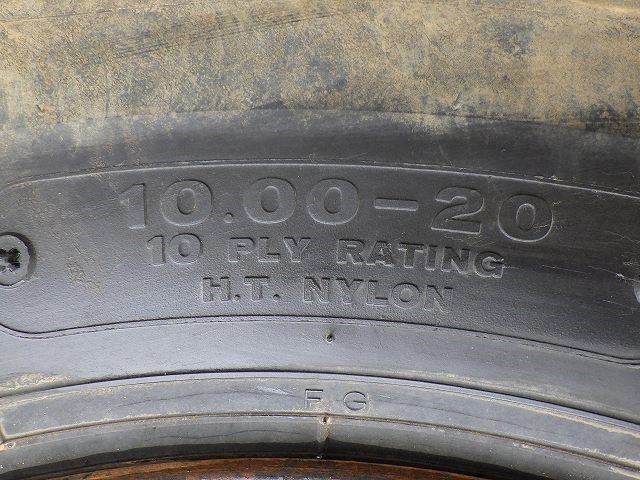 10.00-20
10 PLY RATING
H.T. NYLON
F G